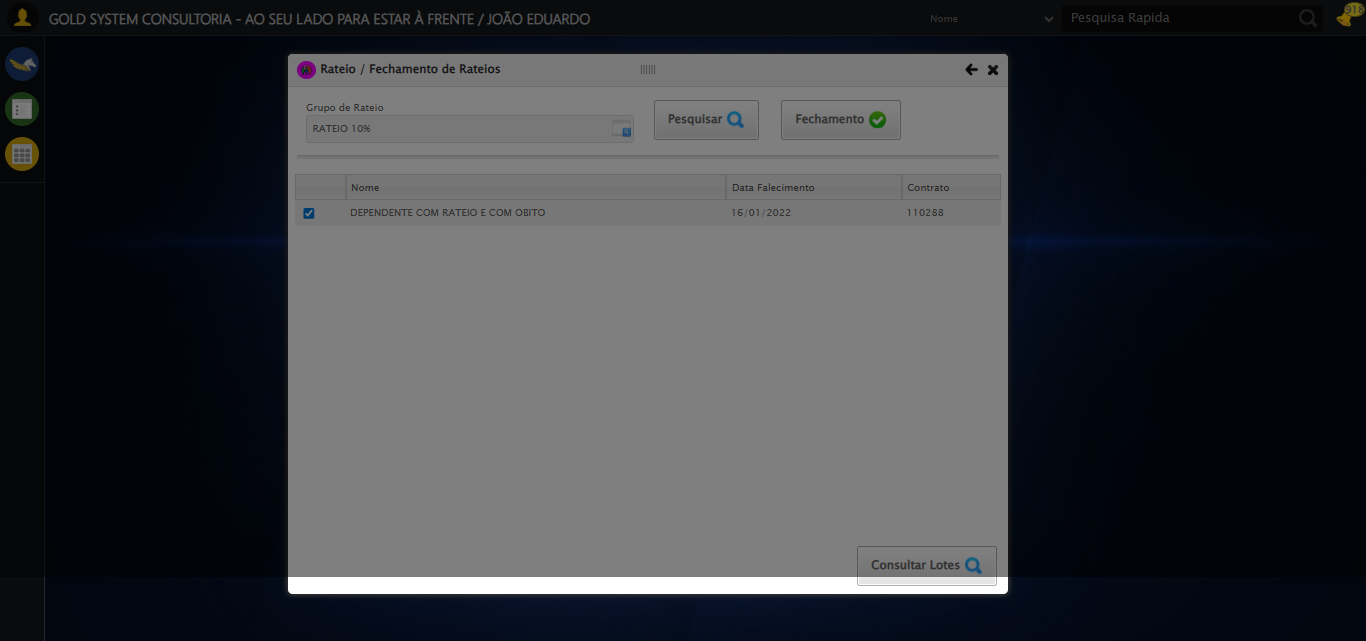 GOLD SYSTEM CONSULTORIA - AO SEU LADO PARA ESTAR À FRENTE / JOÃO EDUARDO
Nome
Pesquisa Rapida
918
Rateio / Fechamento de Rateios
Grupo de Rateio
RATEIO 10%
Pesquisar
Fechamento
Nome Data Falecimento Contrato
DEPENDENTE COM RATEIO E COM OBITO 16/01/2022 110288
Consultar Lotes